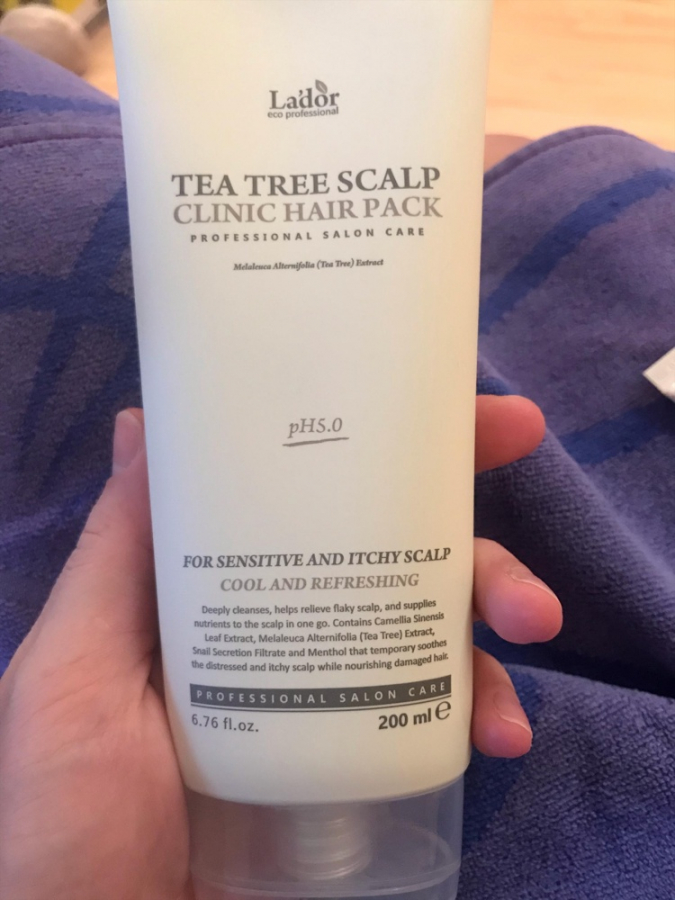 La'dor
eco professional
TEA TREE SCALP
CLINIC HAIR PACK
PROFESSIONAL SALON CARE
Melaleuca Alternifolia (Tea Tree) Extract
pH5.0
FOR SENSITIVE AND ITCHY SCALP
COOL AND REFRESHING
Deeply cleanses, helps relieve flaky scalp, and supplies
nutrients to the scalp in one go. Contains Camellia Sinensis
Leaf Extract, Melaleuca Alternifolia (Tea Tree) Extract,
Snail Secretion Filtrate and Menthol that temporary soothes
the distressed and itchy scalp while nourishing damaged hair.
PROFESSIONAL SALON CARE
6.76 fl.oz. 200 ml e